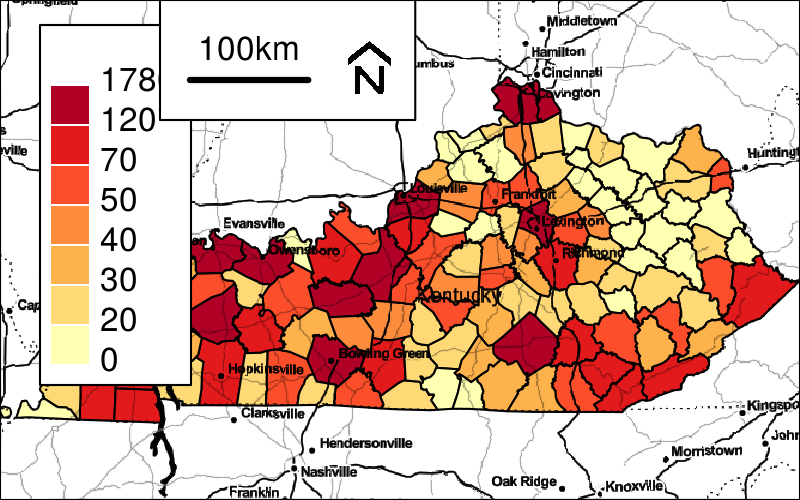 Springfield
Middletown
Hamilton
Cincinnati
Covington
100km
N
1780
120
70
50
40
30
20
0
Huntingt
Louisville
Frankfort
Lexington
Richmond
Evansville
Owensboro
Kentucky
Bowling Green
Hopkinsville
Clarksville
Hendersonville
Nashville
Franklin
Oak Ridge
Knoxville
Morristown
Kingspo
John
Cap
umbus
ville